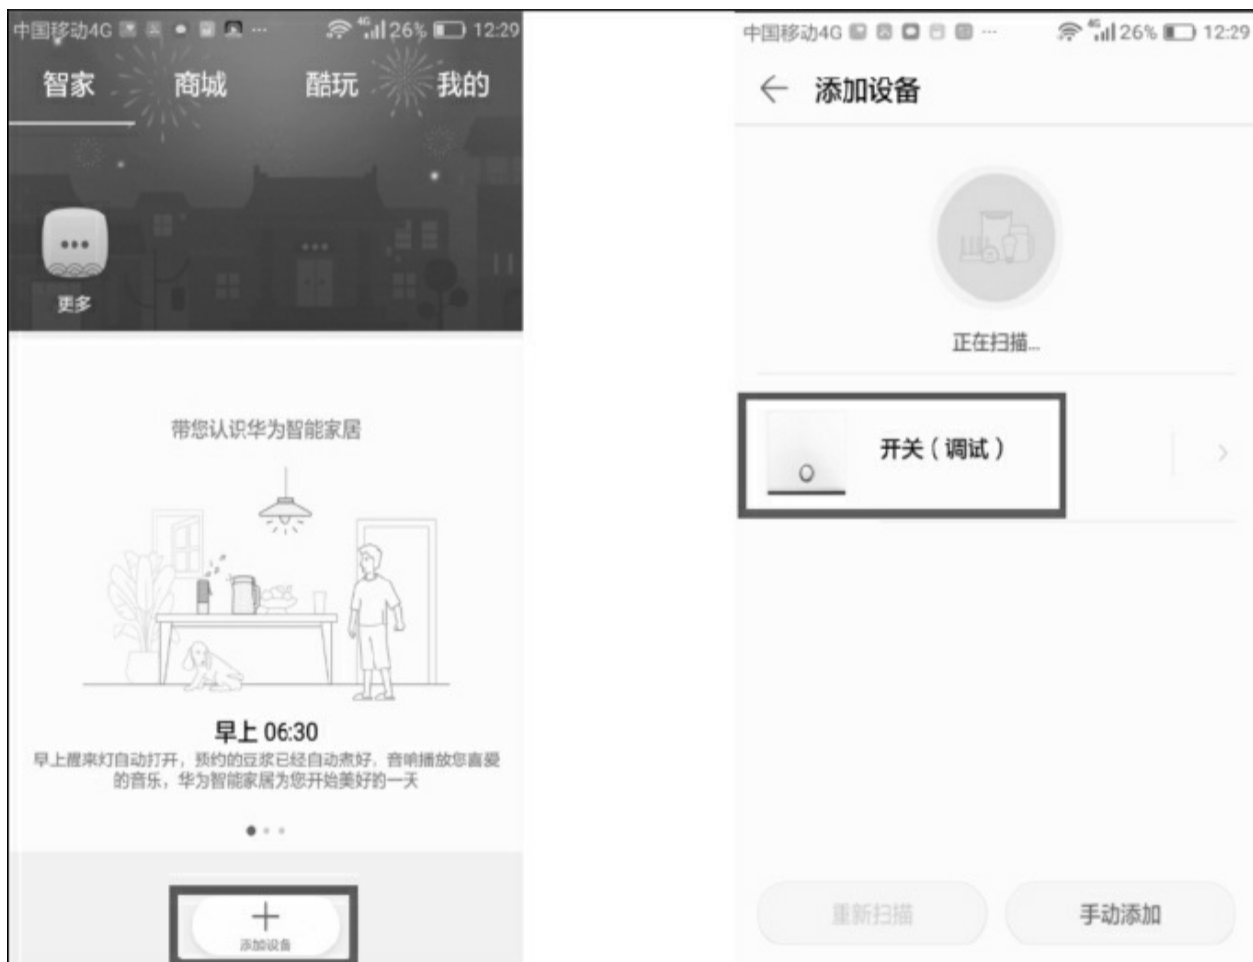 中国移动4G ... 4G 26% 12:29
智家 商城 酷玩 我的
更多
带您认识华为智能家居
早上 06:30
早上醒来灯自动打开，预约的豆浆已经自动煮好，音响播放您喜爱
的音乐，华为智能家居为您开始美好的一天
添加设备
中国移动4G ... 4G 26% 12:29
添加设备
正在扫描...
开关（调试）
重新扫描 手动添加